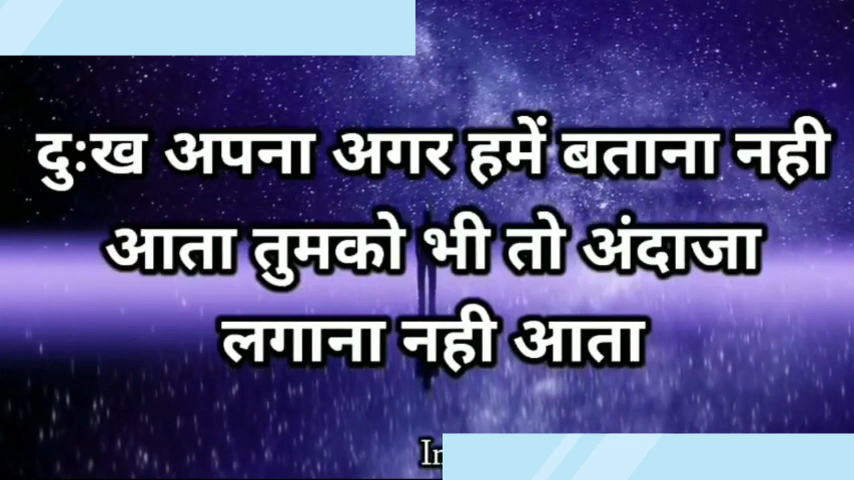 दुःख अपना अगर हमें बताना नही
आता तुमको भी तो अंदाजा
लगाना नही आता